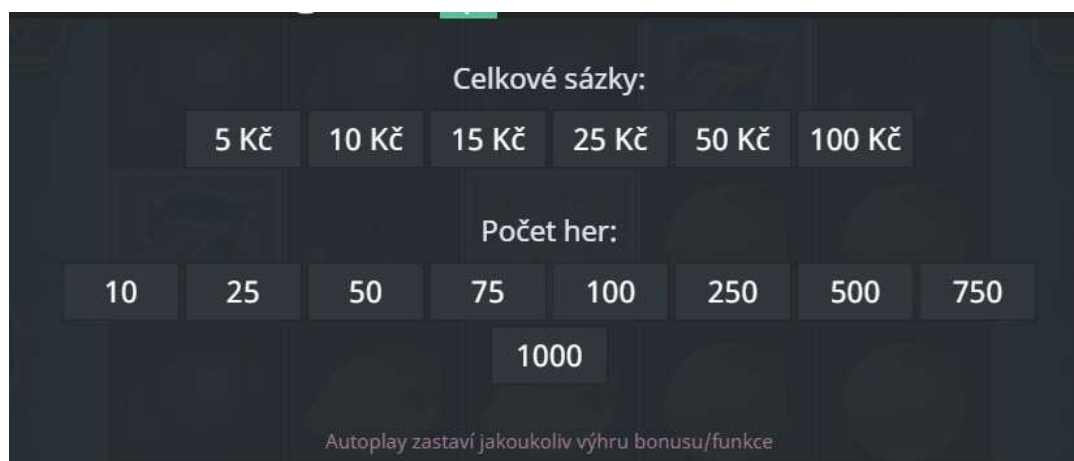 Celkové sázky:
5 Kč 10 Kč 15 Kč 25 Kč 50 Kč 100 Kč
Počet her:
10 25 50 75 100 250 500 750
1000
Autoplay zastaví jakoukoliv výhru bonusu/funkce